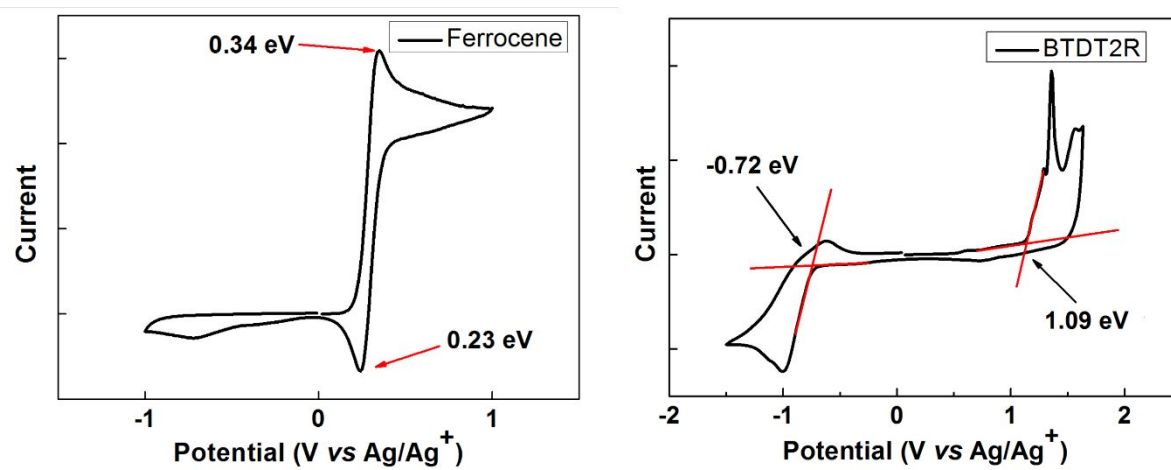 Ferrocene
0.34 eV
0.23 eV
Current
-1
0
1
Potential (V vs Ag/Ag+)
BTDT2R
-0.72 eV
1.09 eV
Current
-2
-1
0
1
2
Potential (V vs Ag/Ag+)